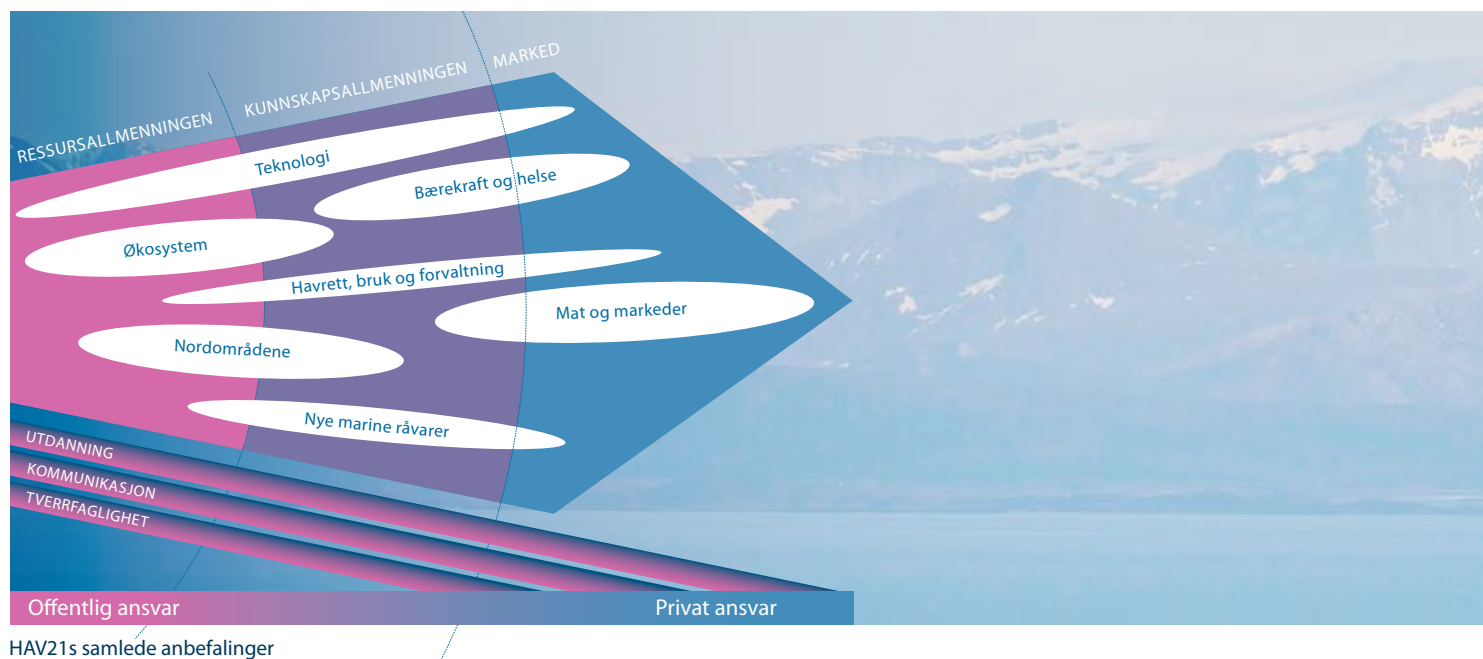 RESSURSALLMENNINGEN
KUNNSKAPSALLMENNINGEN
MARKED
Teknologi
Bærekraft og helse
Økosystem
Havrett, bruk og forvaltning
Mat og markeder
Nordområdene
Nye marine råvarer
UTDANNING
KOMMUNIKASJON
TVERRFAGLIGHET
Offentlig ansvar
Privat ansvar
HAV21s samlede anbefalinger